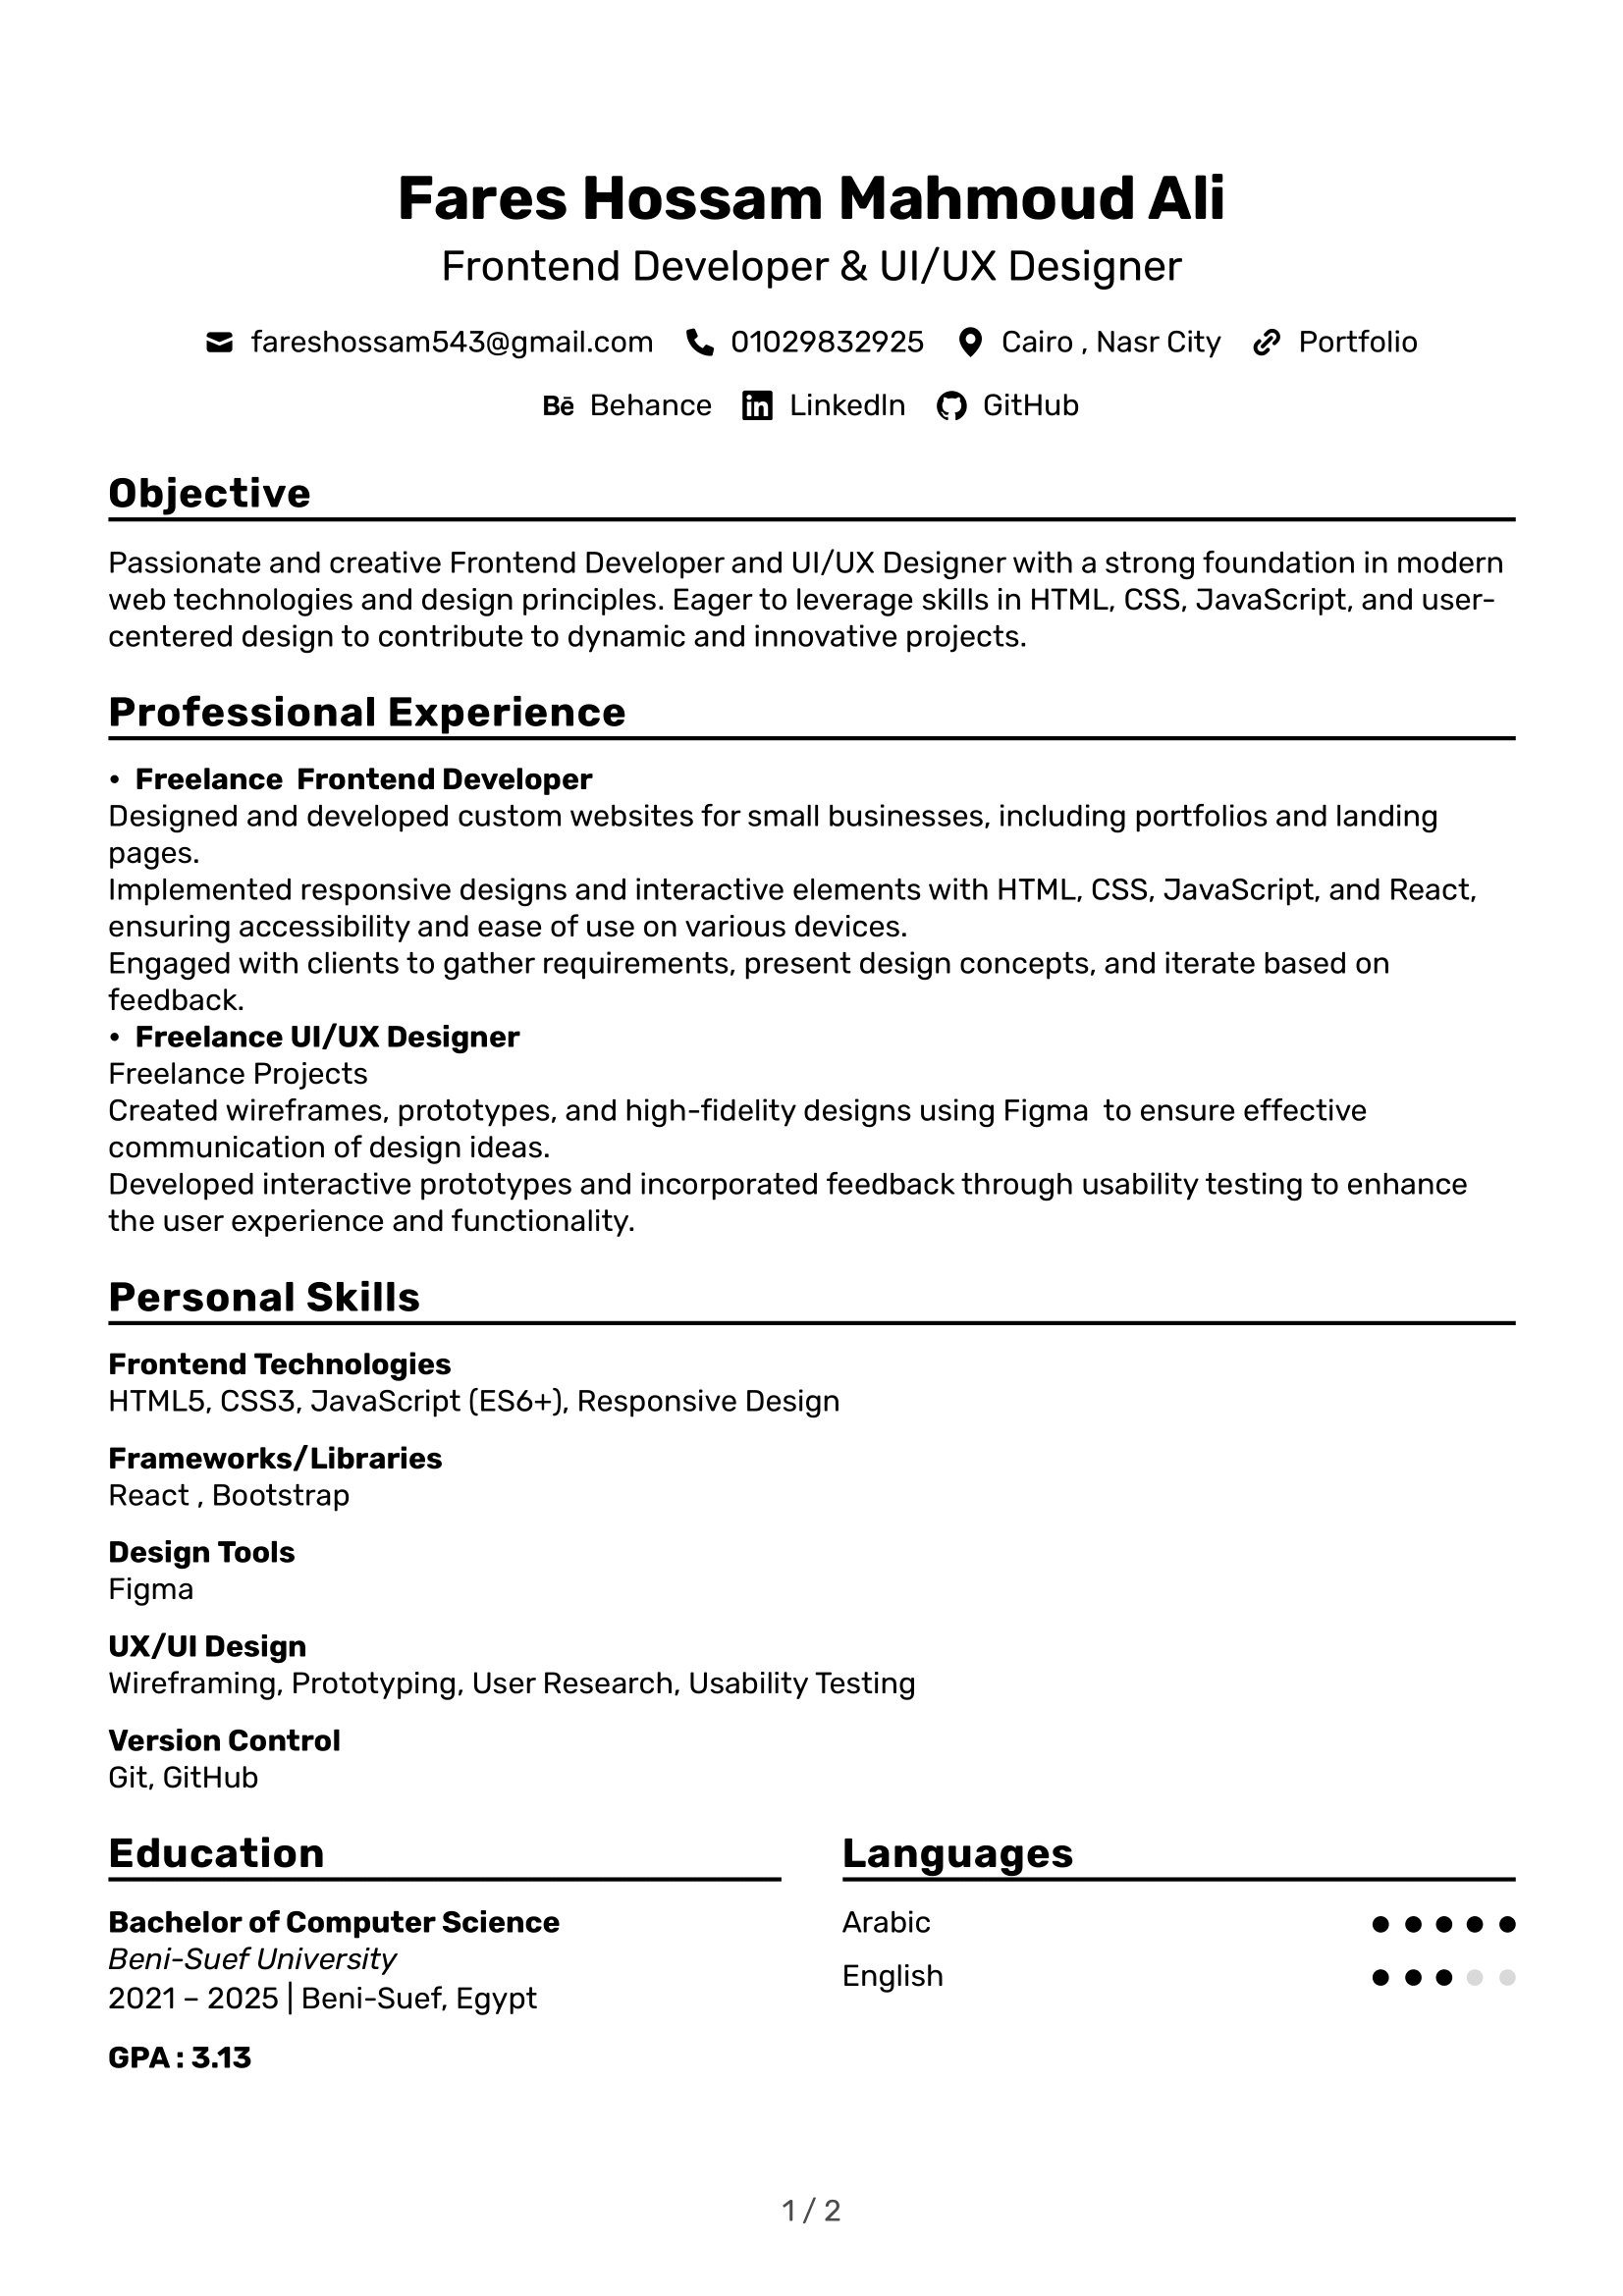 Fares Hossam Mahmoud Ali
Frontend Developer & UI/UX Designer
fareshossam543@gmail.com 01029832925 Cairo , Nasr City Portfolio
Bē Behance in LinkedIn GitHub
Objective
Passionate and creative Frontend Developer and UI/UX Designer with a strong foundation in modern
web technologies and design principles. Eager to leverage skills in HTML, CSS, JavaScript, and user-
centered design to contribute to dynamic and innovative projects.
Professional Experience
• Freelance  Frontend Developer
Designed and developed custom websites for small businesses, including portfolios and landing
pages.
Implemented responsive designs and interactive elements with HTML, CSS, JavaScript, and React,
ensuring accessibility and ease of use on various devices.
Engaged with clients to gather requirements, present design concepts, and iterate based on
feedback.
• Freelance UI/UX Designer
Freelance Projects
Created wireframes, prototypes, and high-fidelity designs using Figma  to ensure effective
communication of design ideas.
Developed interactive prototypes and incorporated feedback through usability testing to enhance
the user experience and functionality.
Personal Skills
Frontend Technologies
HTML5, CSS3, JavaScript (ES6+), Responsive Design
Frameworks/Libraries
React , Bootstrap
Design Tools
Figma
UX/UI Design
Wireframing, Prototyping, User Research, Usability Testing
Version Control
Git, GitHub
Education
Bachelor of Computer Science
Beni-Suef University
2021 – 2025 | Beni-Suef, Egypt
GPA : 3.13
Languages
Arabic
English
1 / 2